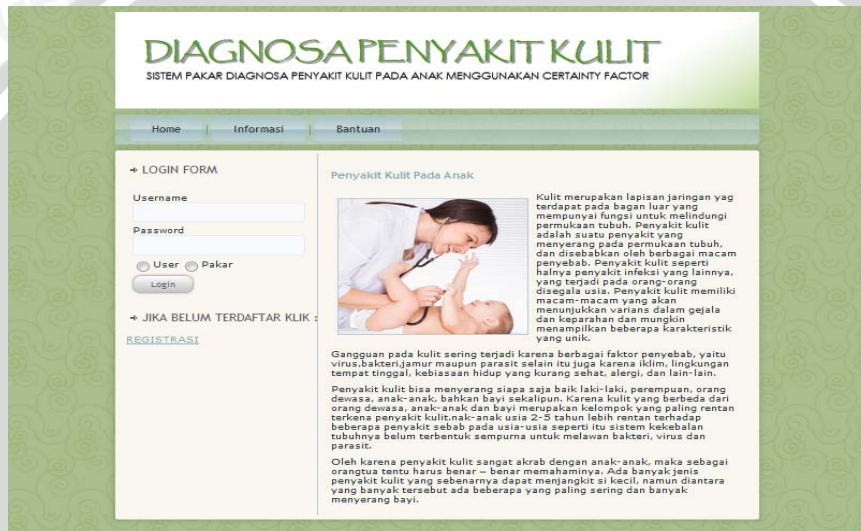 DIAGNOSA PENYAKIT KULIT
SISTEM PAKAR DIAGNOSA PENYAKIT KULIT PADA ANAK MENGGUNAKAN CERTAINTY FACTOR
Home | Informasi | Bantuan
LOGIN FORM
Username
Password
User Pakar
Login
JIKA BELUM TERDAFTAR KLIK :
REGISTRASI
Penyakit Kulit Pada Anak
Kulit merupakan lapisan jaringan yag
terdapat pada bagan luar yang
mempunyai fungsi untuk melindungi
permukaan tubuh. Penyakit kulit
adalah suatu penyakit yang
menyerang pada permukaan tubuh,
dan disebabkan oleh berbagai macam
penyebab. Penyakit kulit seperti
halnya penyakit infeksi yang lainnya,
yang terjadi pada orang-orang
disegala usia. Penyakit kulit memiliki
macam-macam yang akan
menunjukkan varians dalam gejala
dan keparahan dan mungkin
menampilkan beberapa karakteristik
yang unik.
Gangguan pada kulit sering terjadi karena berbagai faktor penyebab, yaitu
virus,bakteri,jamur maupun parasit selain itu juga karena iklim, lingkungan
tempat tinggal, kebiasaan hidup yang kurang sehat, alergi, dan lain-lain.
Penyakit kulit bisa menyerang siapa saja baik laki-laki, perempuan, orang
dewasa, anak-anak, bahkan bayi sekalipun. Karena kulit yang berbeda dari
orang dewasa, anak-anak dan bayi merupakan kelompok yang paling rentan
terkena penyakit kulit.nak-anak usia 2-5 tahun lebih rentan terhadap
beberapa penyakit sebab pada usia-usia seperti itu sistem kekebalan
tubuhnya belum terbentuk sempurna untuk melawan bakteri, virus dan
parasit.
Oleh karena penyakit kulit sangat akrab dengan anak-anak, maka sebagai
orangtua tentu harus benar – benar memahaminya. Ada banyak jenis
penyakit kulit yang sebenarnya dapat menjangkit si kecil, namun diantara
yang banyak tersebut ada beberapa yang paling sering dan banyak
menyerang bayi.